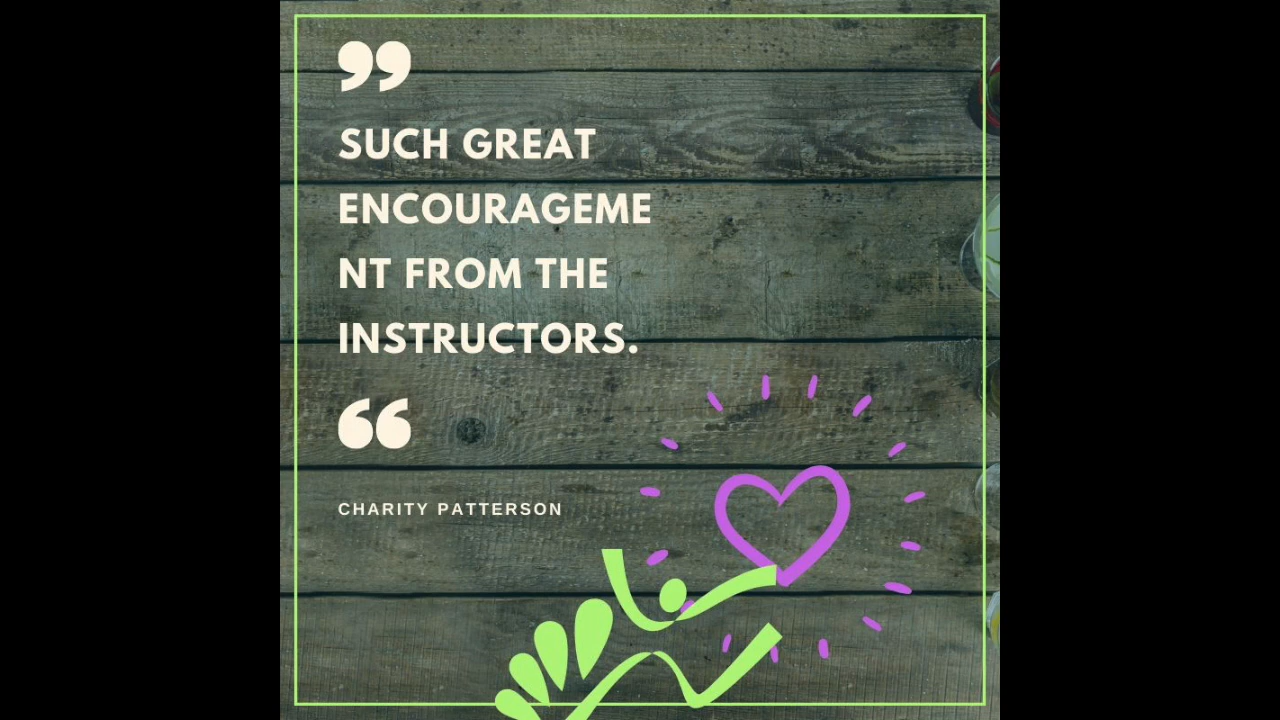 ”
SUCH GREAT
ENCOURAGEME
NT FROM THE
INSTRUCTORS.
“
CHARITY PATTERSON